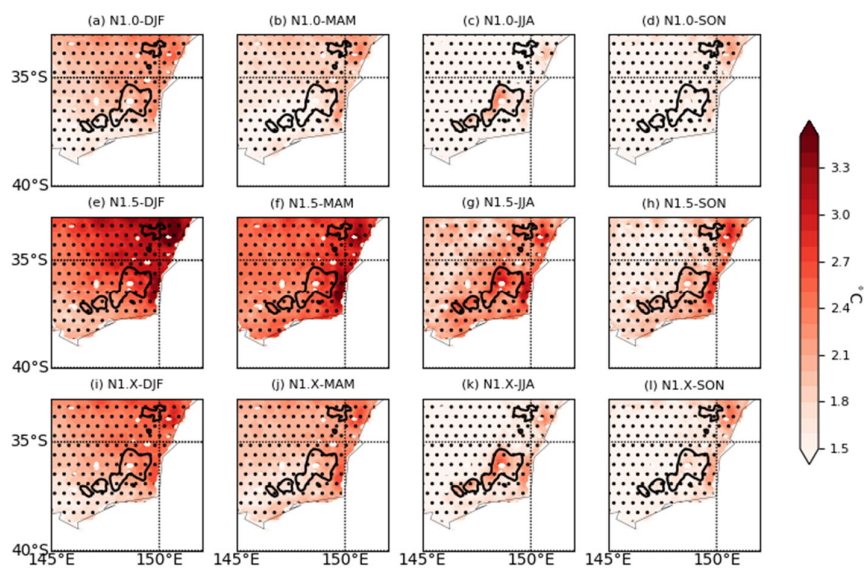 (a) N1.0-DJF (b) N1.0-MAM (c) N1.0-JJA (d) N1.0-SON
35°S
40°S
(e) N1.5-DJF (f) N1.5-MAM (g) N1.5-JJA (h) N1.5-SON
35°S
40°S
(i) N1.X-DJF (j) N1.X-MAM (k) N1.X-JJA (l) N1.X-SON
35°S
40°S
145°E 150°E 145°E 150°E 145°E 150°E 145°E 150°E
3.3
3.0
2.7
2.4
2.1
1.8
1.5
°C